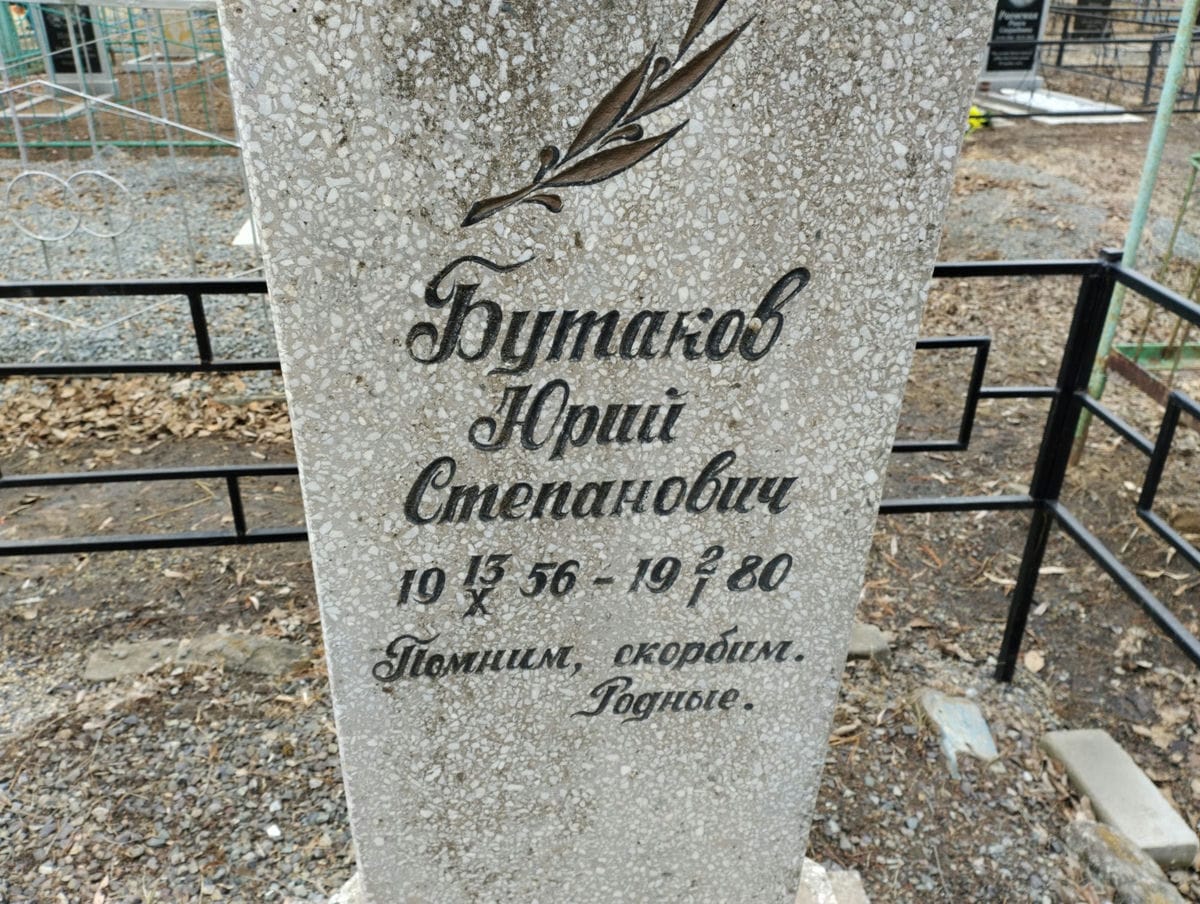 Бутаков
Юрий
Степанович
19 13/X 56 - 19 2/I 80
Помним, скорбим.
Родные.